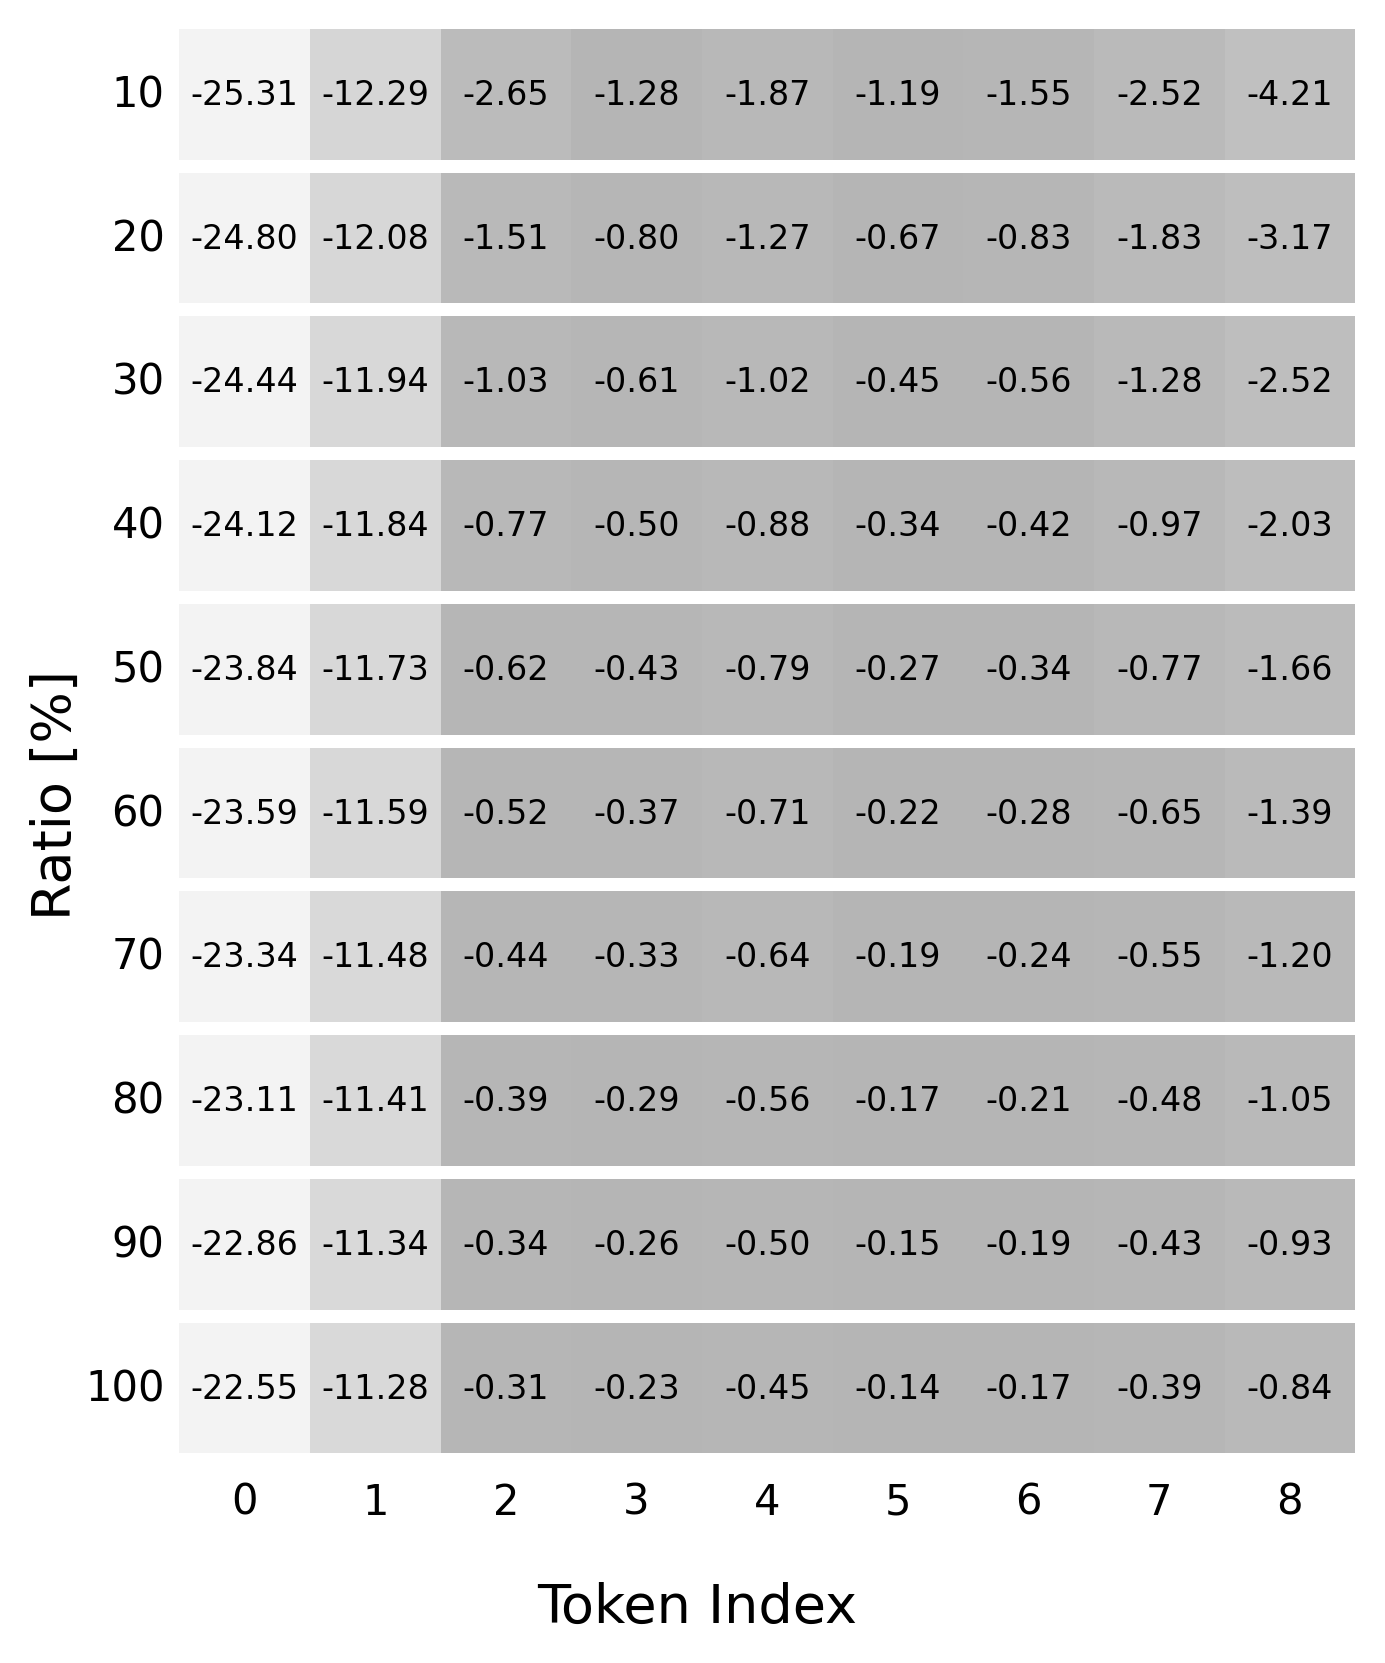 10 -25.31 -12.29 -2.65 -1.28 -1.87 -1.19 -1.55 -2.52 -4.21
20 -24.80 -12.08 -1.51 -0.80 -1.27 -0.67 -0.83 -1.83 -3.17
30 -24.44 -11.94 -1.03 -0.61 -1.02 -0.45 -0.56 -1.28 -2.52
40 -24.12 -11.84 -0.77 -0.50 -0.88 -0.34 -0.42 -0.97 -2.03
50 -23.84 -11.73 -0.62 -0.43 -0.79 -0.27 -0.34 -0.77 -1.66
60 -23.59 -11.59 -0.52 -0.37 -0.71 -0.22 -0.28 -0.65 -1.39
70 -23.34 -11.48 -0.44 -0.33 -0.64 -0.19 -0.24 -0.55 -1.20
80 -23.11 -11.41 -0.39 -0.29 -0.56 -0.17 -0.21 -0.48 -1.05
90 -22.86 -11.34 -0.34 -0.26 -0.50 -0.15 -0.19 -0.43 -0.93
100 -22.55 -11.28 -0.31 -0.23 -0.45 -0.14 -0.17 -0.39 -0.84
0 1 2 3 4 5 6 7 8
Token Index
Ratio [%]